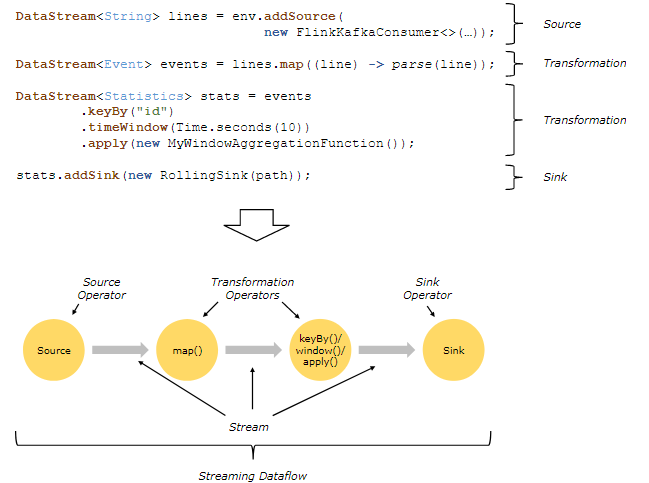 DataStream<String> lines = env.addSource(
new FlinkKafkaConsumer<>(…));
Source
DataStream<Event> events = lines.map((line) -> parse(line));
Transformation
DataStream<Statistics> stats = events
.keyBy("id")
.timeWindow(Time.seconds(10))
.apply(new MyWindowAggregationFunction());
Transformation
stats.addSink(new RollingSink(path));
Sink
Source
Operator
Transformation
Operators
Sink
Operator
Source
map()
keyBy()/
window()/
apply()
Sink
Stream
Streaming Dataflow